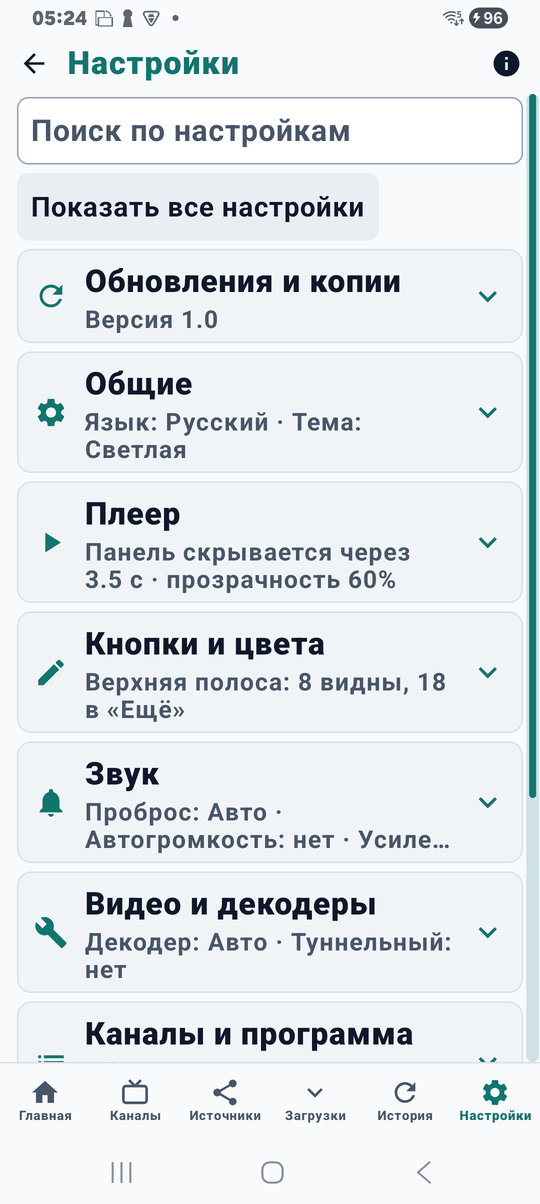 05:24
5
96
Настройки
Поиск по настройкам
Показать все настройки
Обновления и копии
Версия 1.0
Общие
Язык: Русский · Тема:
Светлая
Плеер
Панель скрывается через
3.5 с · прозрачность 60%
Кнопки и цвета
Верхняя полоса: 8 видны, 18
в «Ещё»
Звук
Проброс: Авто ·
Автогромкость: нет · Усиле…
Видео и декодеры
Декодер: Авто · Туннельный:
нет
Каналы и программа
Главная Каналы Источники Загрузки История Настройки